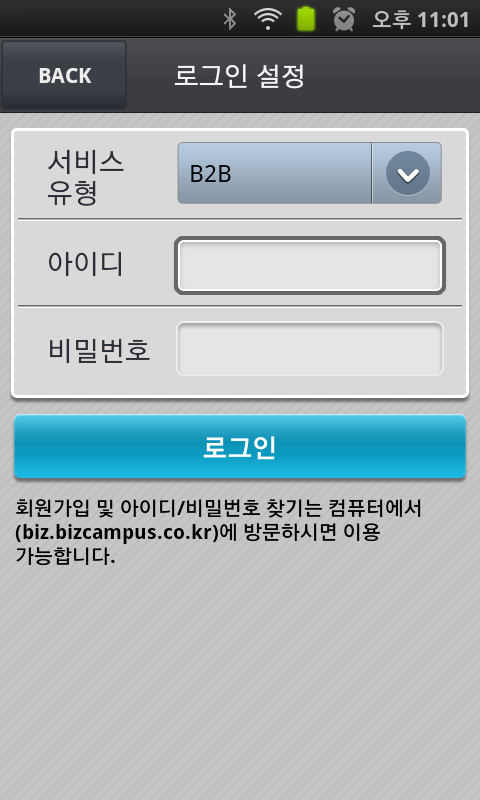 오후 11:01
BACK
로그인 설정
서비스
유형
B2B
아이디
비밀번호
로그인
회원가입 및 아이디/비밀번호 찾기는 컴퓨터에서
(biz.bizcampus.co.kr)에 방문하시면 이용
가능합니다.